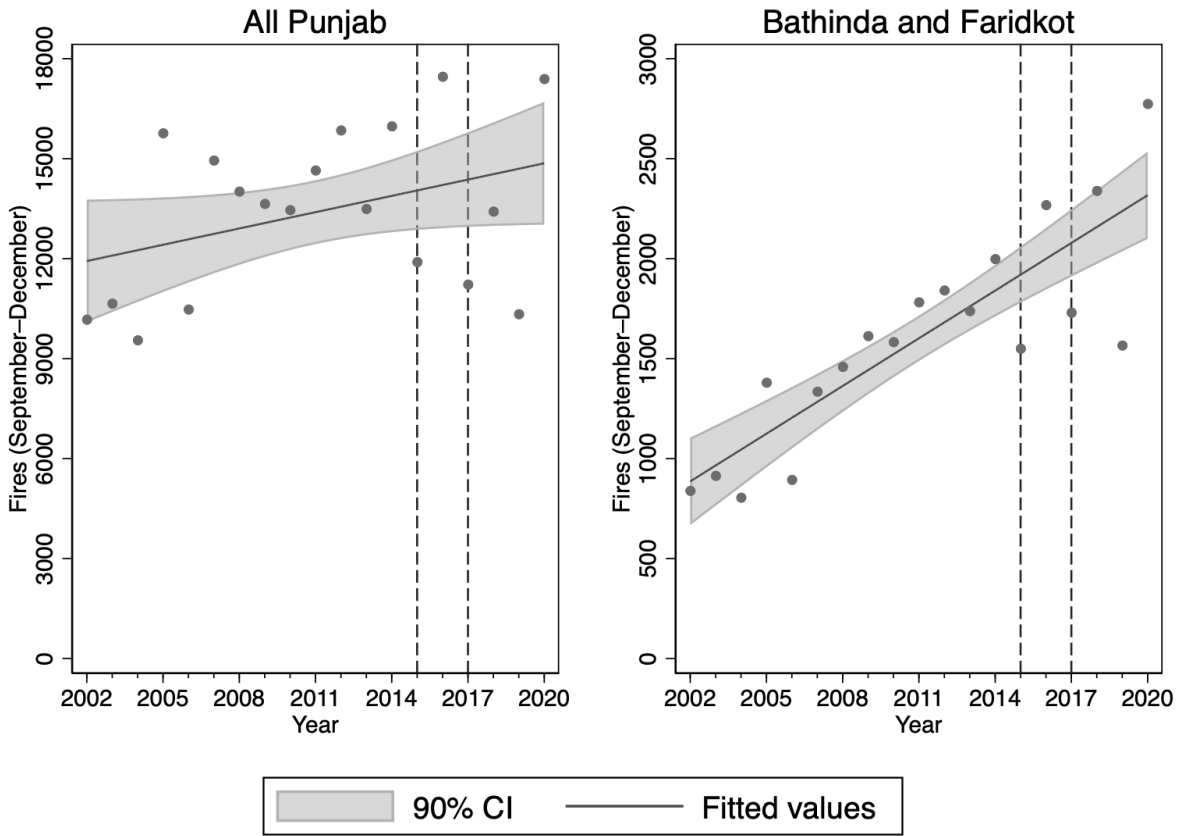 All Punjab
Fires (September–December)
18000
15000
12000
9000
6000
3000
0
2002 2005 2008 2011 2014 2017 2020
Year
Bathinda and Faridkot
Fires (September–December)
3000
2500
2000
1500
1000
500
0
2002 2005 2008 2011 2014 2017 2020
Year
90% CI Fitted values